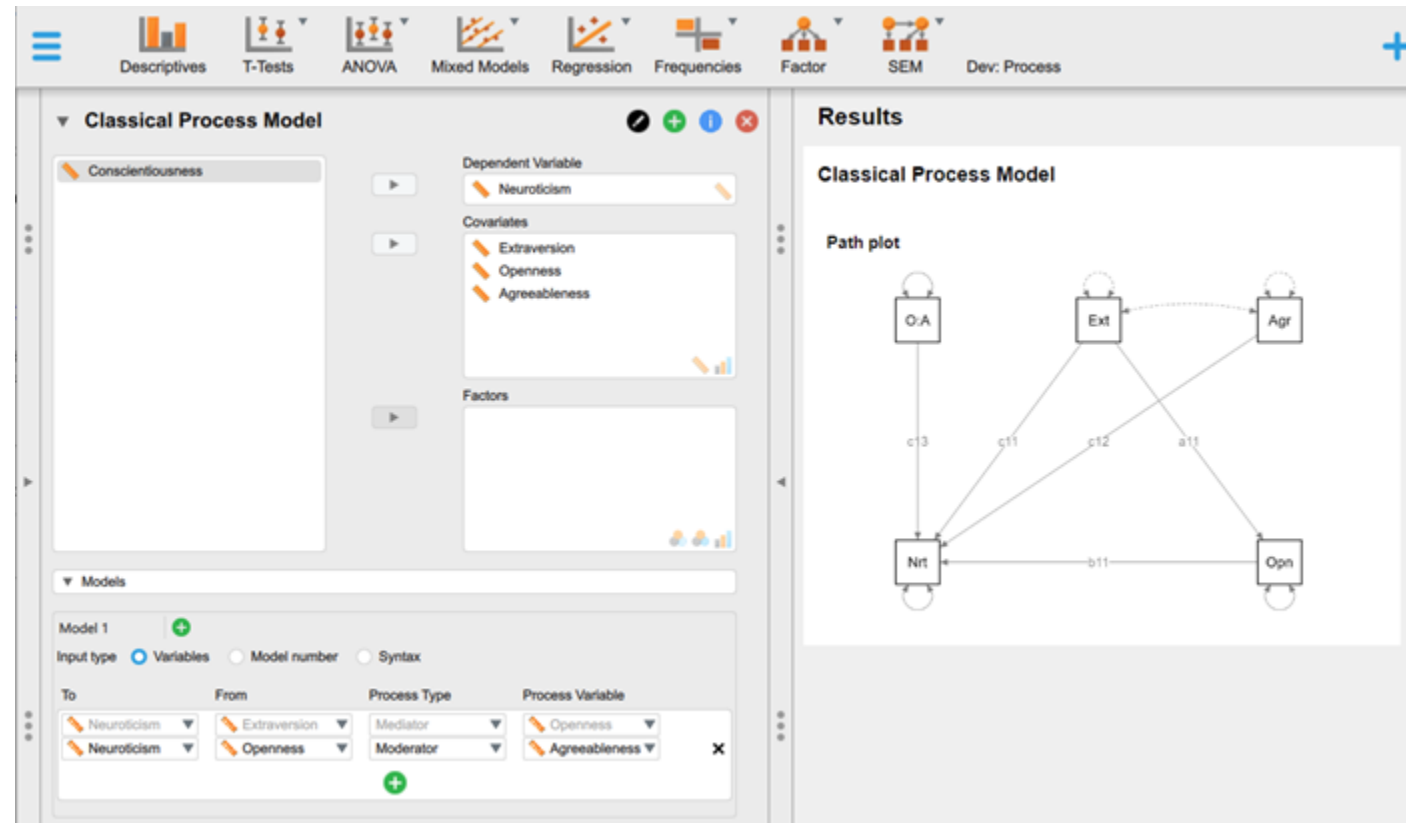 Descriptives T-Tests ANOVA Mixed Models Regression Frequencies Factor SEM Dev: Process
Classical Process Model
Conscientiousness
Dependent Variable
Neuroticism
Covariates
Extraversion
Openness
Agreeableness
Factors
Models
Model 1
Input type Variables Model number Syntax
To From Process Type Process Variable
Neuroticism Extraversion Mediator Openness
Neuroticism Openness Moderator Agreeableness
Results
Classical Process Model
Path plot
O:A Ext Agr
c13 c11 c12 a11
Nrt b11 Opn